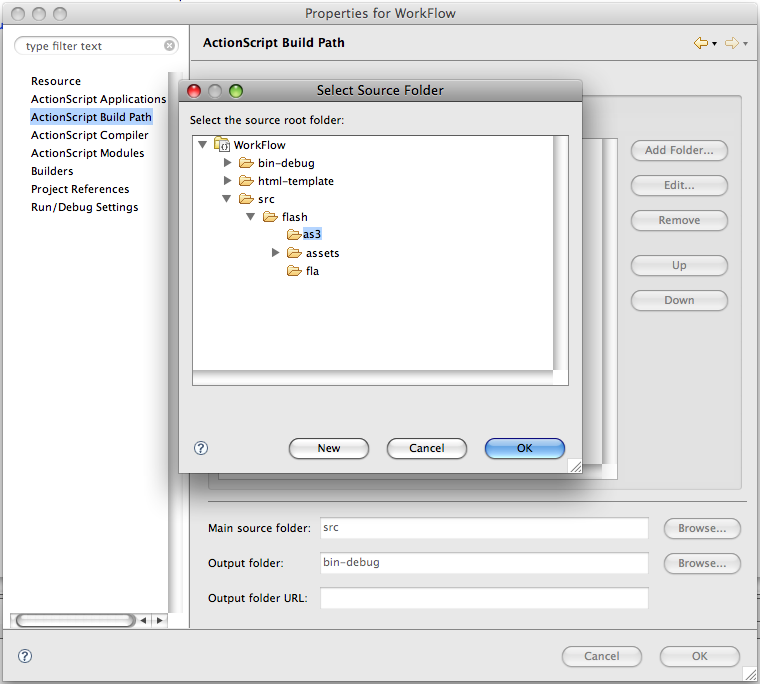 Properties for WorkFlow
type filter text
ActionScript Build Path
Resource
ActionScript Applications
ActionScript Build Path
ActionScript Compiler
ActionScript Modules
Builders
Project References
Run/Debug Settings
Select Source Folder
Select the source root folder:
WorkFlow
bin-debug
html-template
src
flash
as3
assets
fla
? New Cancel OK
Add Folder...
Edit...
Remove
Up
Down
Main source folder: src Browse...
Output folder: bin-debug Browse...
Output folder URL:
? Cancel OK